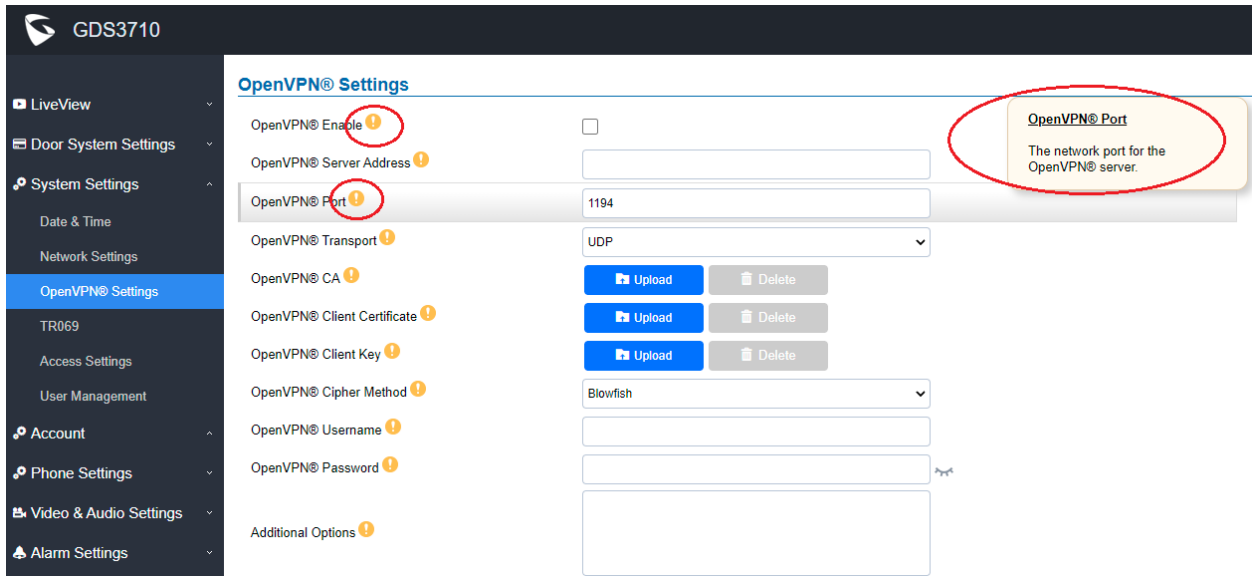 GDS3710
LiveView
Door System Settings
System Settings
Date & Time
Network Settings
OpenVPN® Settings
TR069
Access Settings
User Management
Account
Phone Settings
Video & Audio Settings
Alarm Settings
OpenVPN® Settings
OpenVPN® Enable
OpenVPN® Server Address
OpenVPN® Port 1194
OpenVPN® Transport UDP
OpenVPN® CA Upload Delete
OpenVPN® Client Certificate Upload Delete
OpenVPN® Client Key Upload Delete
OpenVPN® Cipher Method Blowfish
OpenVPN® Username
OpenVPN® Password
Additional Options
OpenVPN® Port
The network port for the
OpenVPN® server.